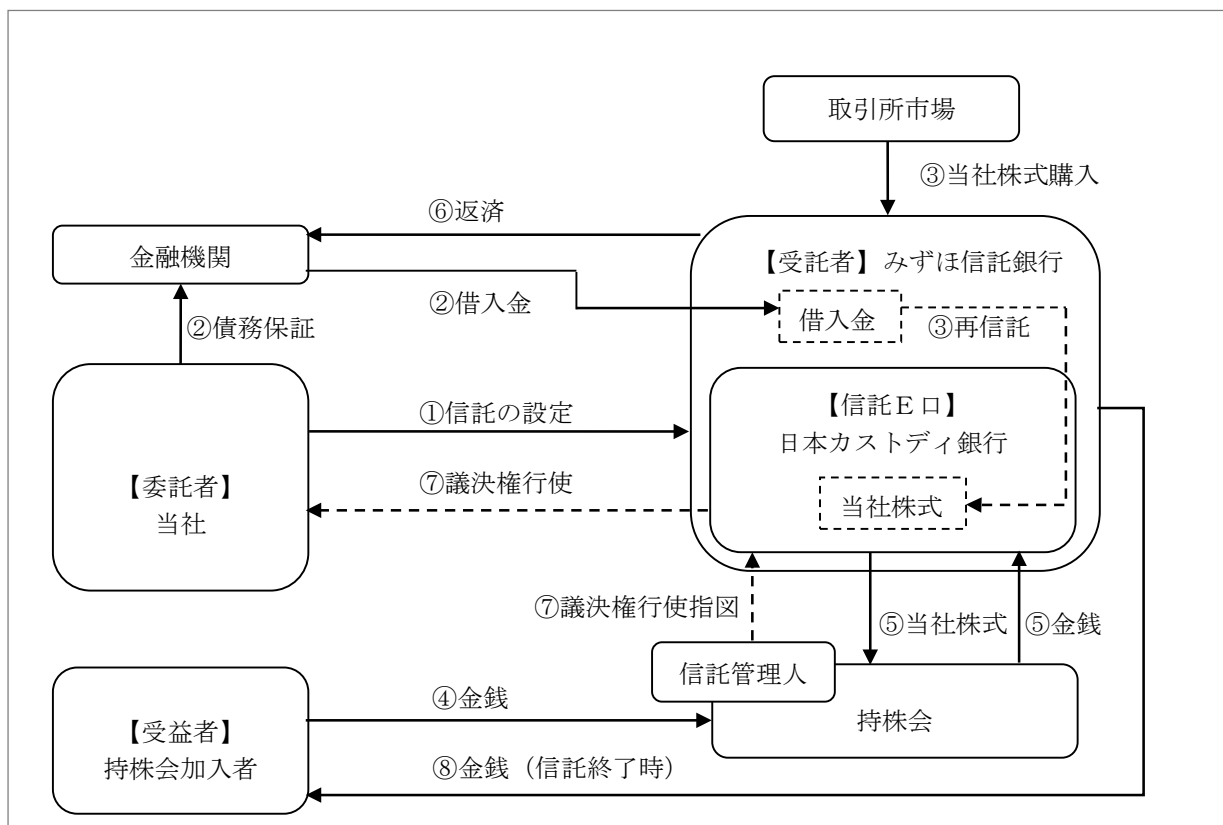 取引所市場
③当社株式購入
⑥返済
金融機関
【受託者】みずほ信託銀行
②借入金
借入金
③再信託
②債務保証
【信託E口】
日本カストディ銀行
①信託の設定
【委託者】
当社
⑦議決権行使
当社株式
⑦議決権行使指図
⑤当社株式
⑤金銭
信託管理人
④金銭
持株会
【受益者】
持株会加入者
⑧金銭（信託終了時）